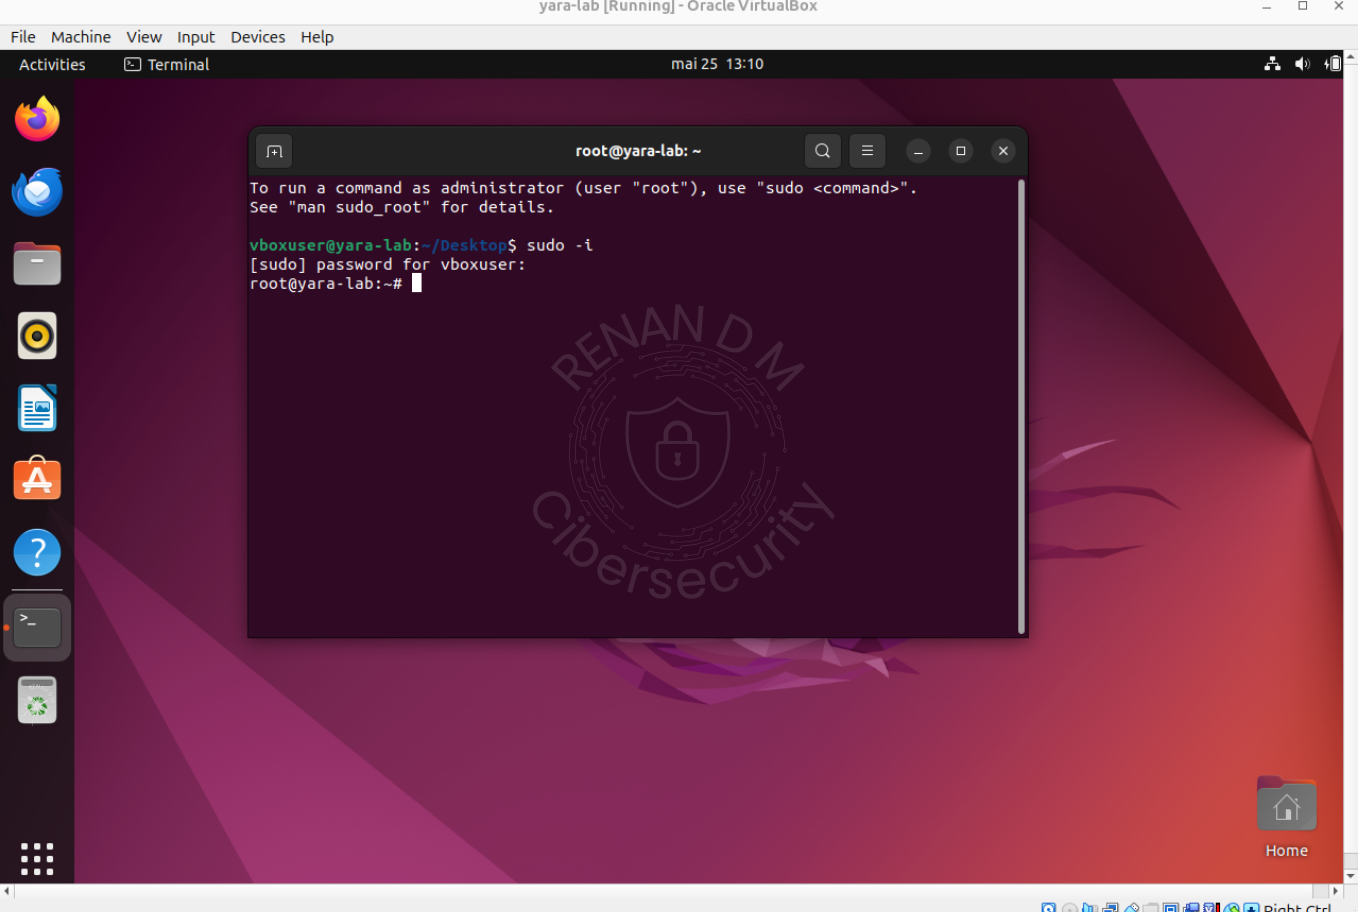 yara-lab [Running] - Oracle VirtualBox
File Machine View Input Devices Help
Activities Terminal mai 25 13:10
root@yara-lab: ~
To run a command as administrator (user "root"), use "sudo <command>".
See "man sudo_root" for details.
vboxuser@yara-lab:~/Desktop$ sudo -i
[sudo] password for vboxuser:
root@yara-lab:~#
RENAN D M
Cibersecurity
Home
Right Ctrl